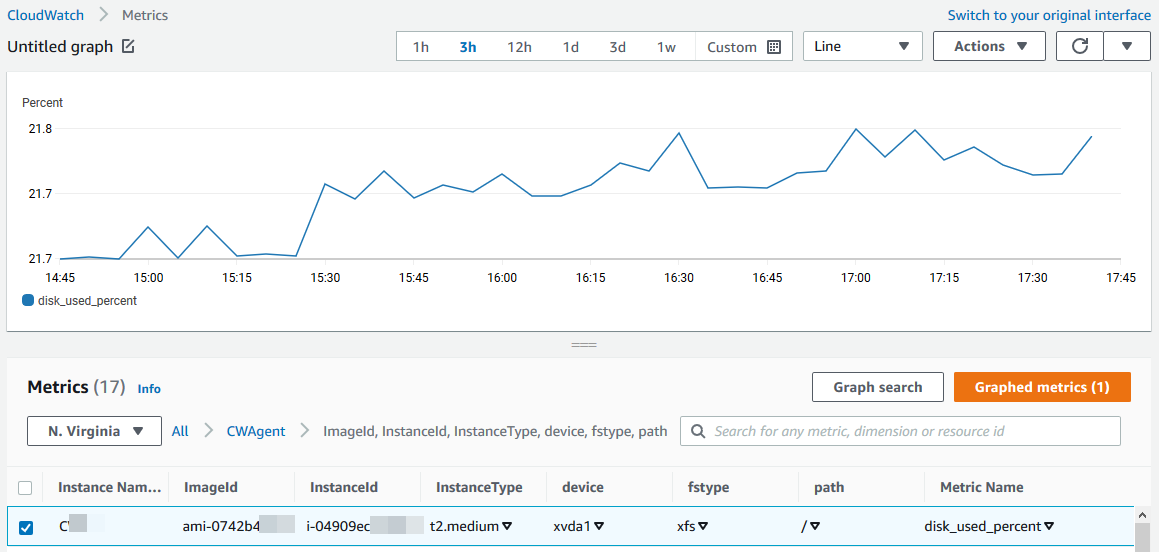 CloudWatch > Metrics Switch to your original interface
Untitled graph 1h 3h 12h 1d 3d 1w Custom Line Actions
Percent
21.8
21.7
21.7
14:45 15:00 15:15 15:30 15:45 16:00 16:15 16:30 16:45 17:00 17:15 17:30 17:45
disk_used_percent
Metrics (17) Info Graph search Graphed metrics (1)
N. Virginia All > CWAgent > ImageId, InstanceId, InstanceType, device, fstype, path Search for any metric, dimension or resource id
Instance Nam... ImageId InstanceId InstanceType device fstype path Metric Name
ami-0742b4 i-04909ec t2.medium xvda1 xfs / disk_used_percent